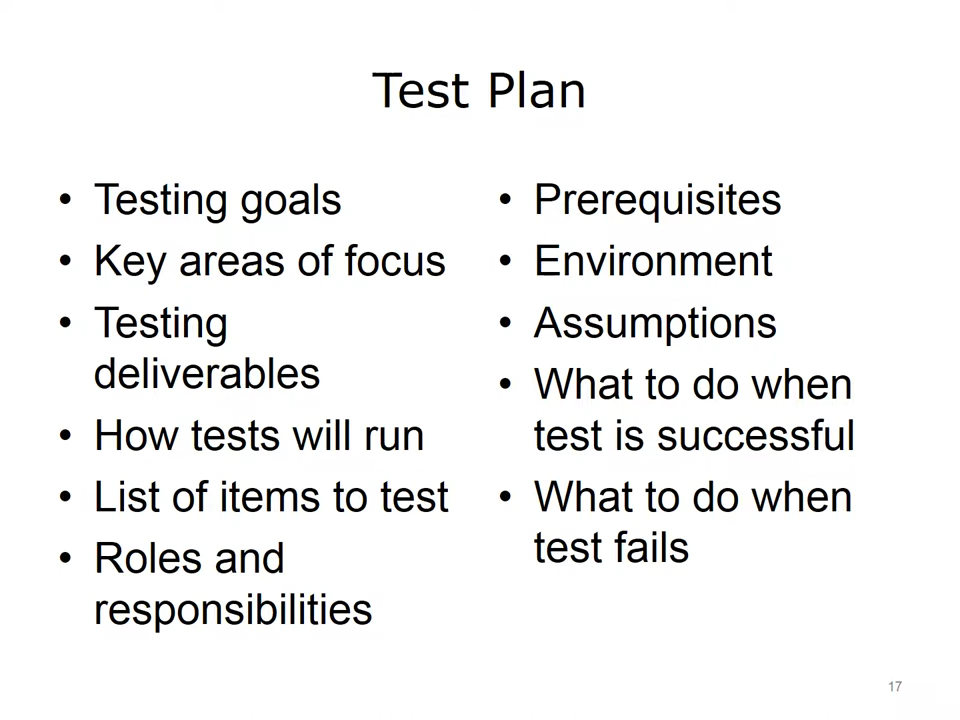 Test Plan
• Testing goals
• Key areas of focus
• Testing
deliverables
• How tests will run
• List of items to test
• Roles and
responsibilities
• Prerequisites
• Environment
• Assumptions
• What to do when
test is successful
• What to do when
test fails
17